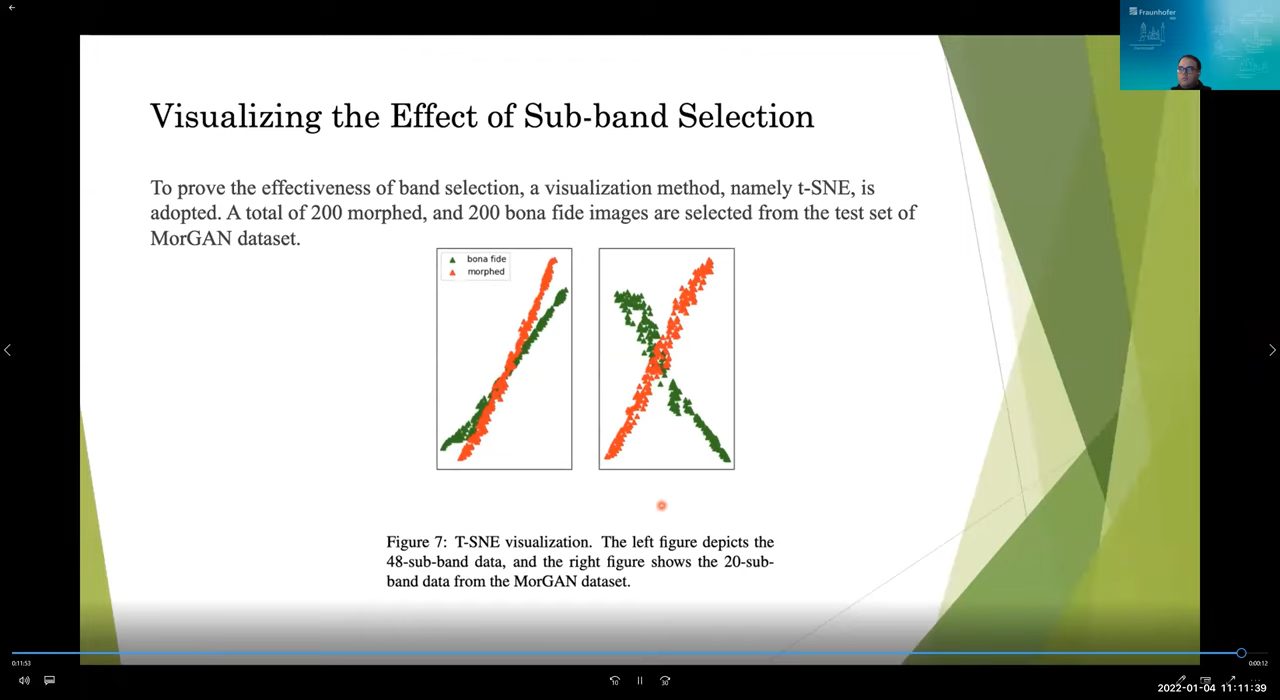 Fraunhofer
Visualizing the Effect of Sub-band Selection
To prove the effectiveness of band selection, a visualization method, namely t-SNE, is
adopted. A total of 200 morphed, and 200 bona fide images are selected from the test set of
MorGAN dataset.
bona fide
morphed
Figure 7: T-SNE visualization. The left figure depicts the
48-sub-band data, and the right figure shows the 20-sub-
band data from the MorGAN dataset.
0:11:53
0:00:12
10
30
2022-01-04 11:11:39